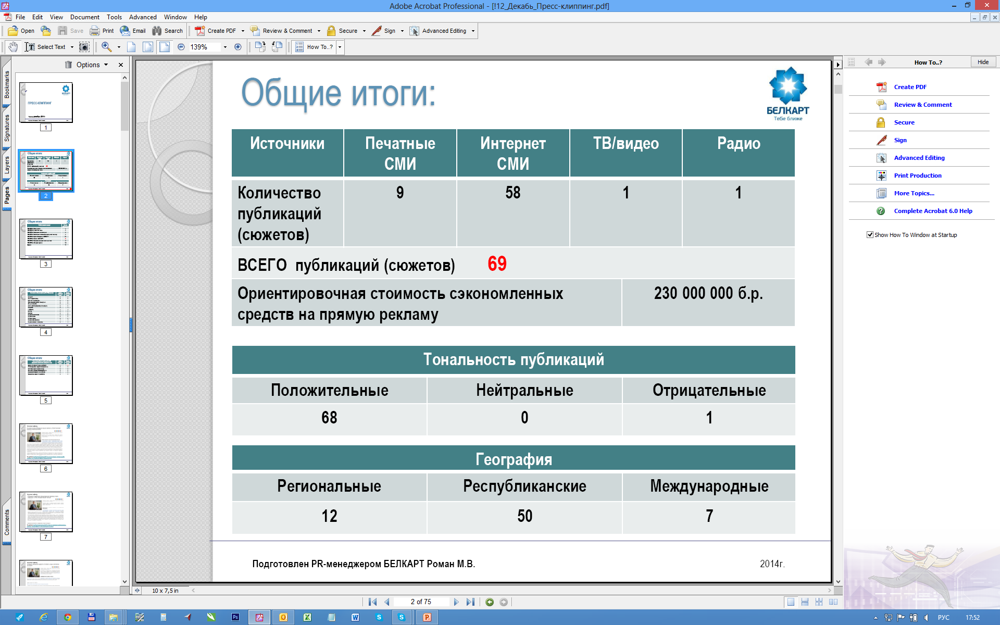 Adobe Acrobat Professional - [!12_Декабь_Пресс-клиппинг.pdf]
File Edit View Document Tools Advanced Window Help
Open Save Print Email Search Create PDF Review & Comment Secure Sign Advanced Editing
Select Text 139% How To..?
Options
Bookmarks
Signatures
Layers
Pages
Comments
ПРЕСС-КЛИППИНГ
1
2
3
4
5
6
7
Общие итоги:
БЕЛКАРТ
Тебе ближе
Источники Печатные СМИ Интернет СМИ ТВ/видео Радио
Количество публикаций (сюжетов) 9 58 1 1
ВСЕГО публикаций (сюжетов) 69
Ориентировочная стоимость сэкономленных
средств на прямую рекламу 230 000 000 б.р.
Тональность публикаций
Положительные Нейтральные Отрицательные
68 0 1
География
Региональные Республиканские Международные
12 50 7
Подготовлен PR-менеджером БЕЛКАРТ Роман М.В. 2014г.
How To..? Hide
Create PDF
Review & Comment
Secure
Sign
Advanced Editing
Print Production
More Topics...
Complete Acrobat 6.0 Help
Show How To Window at Startup
10 x 7,5 in
2 of 75
РУС 17:52